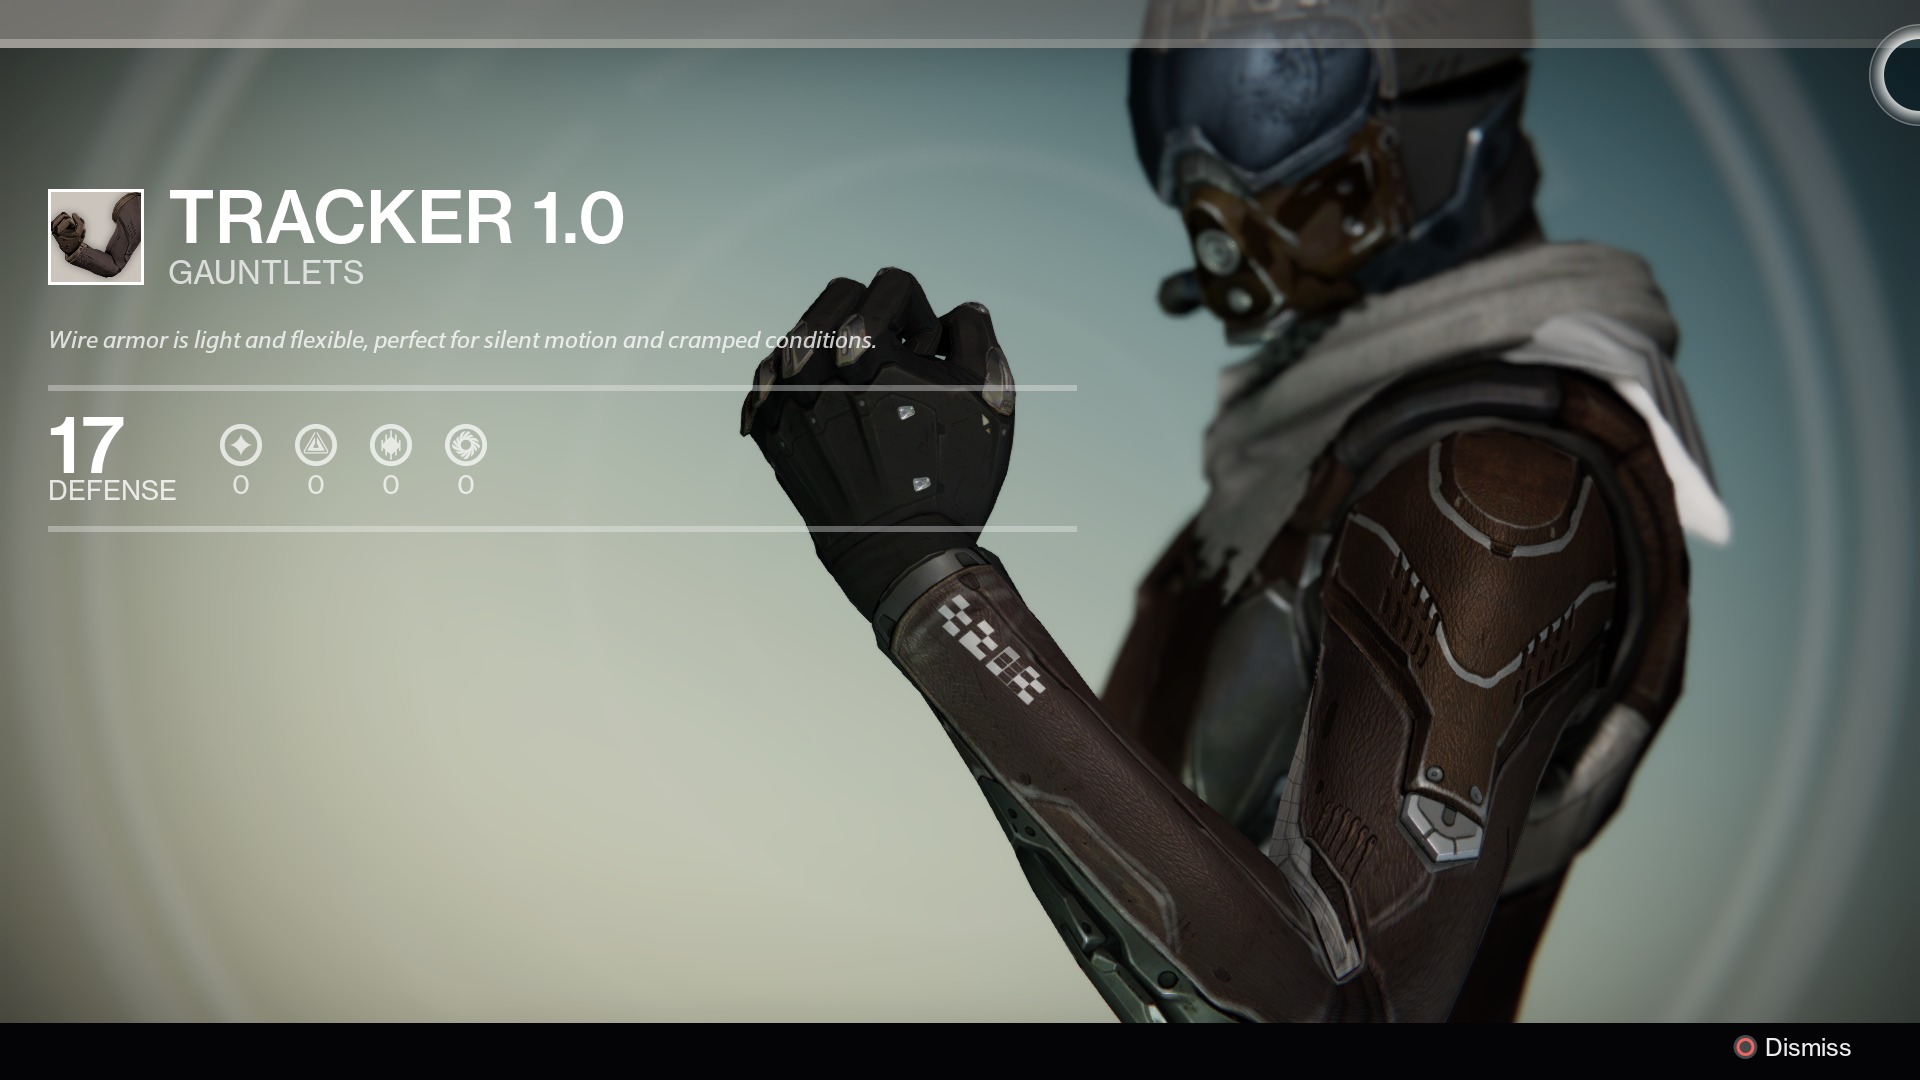 TRACKER 1.0
GAUNTLETS
Wire armor is light and flexible, perfect for silent motion and cramped conditions.
17
DEFENSE
0 0 0 0
Dismiss